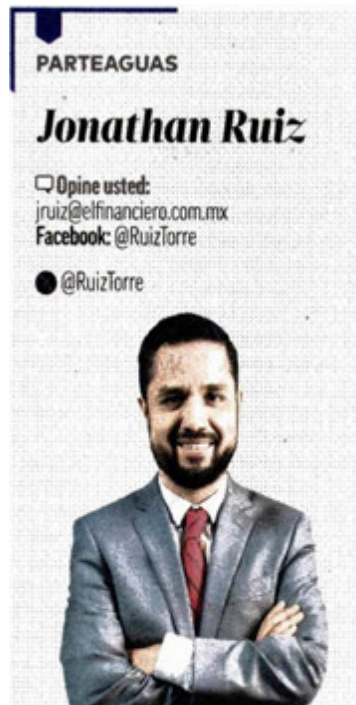 PARTEAGUAS
Jonathan Ruiz
Opine usted:
jruiz@elfinanciero.com.mx
Facebook: @RuizTorre
@RuizTorre